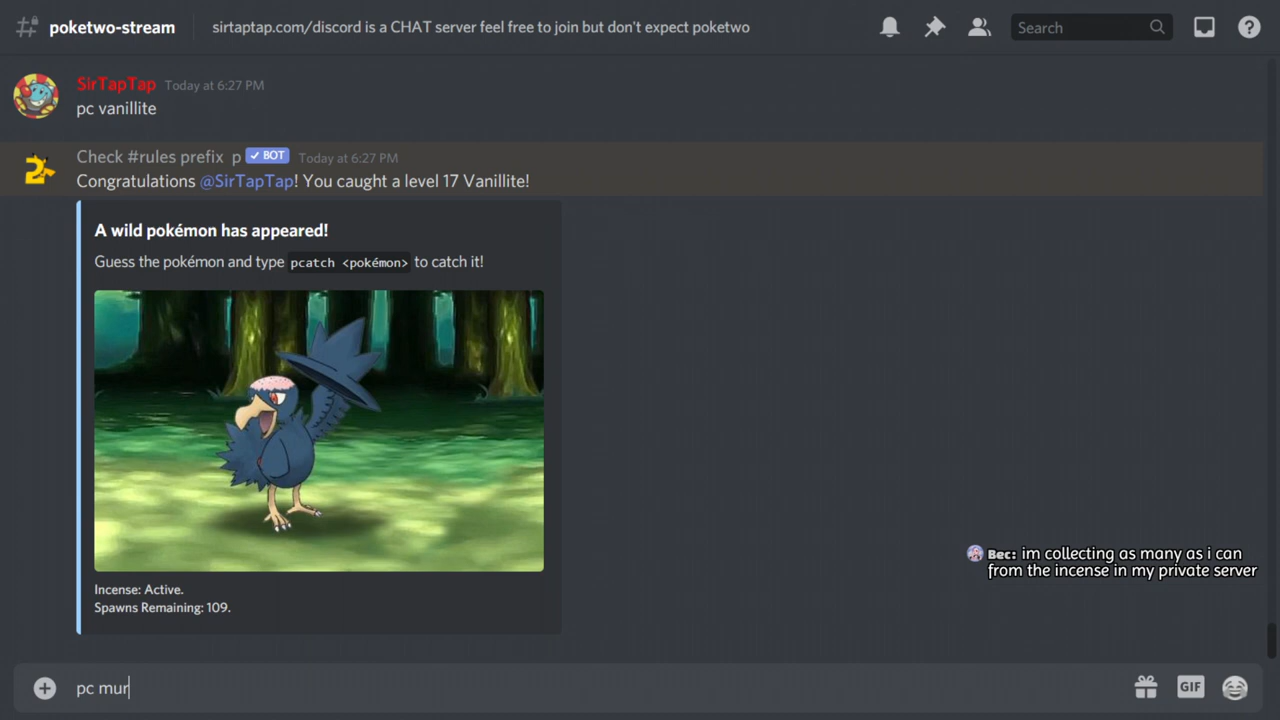 poketwo-stream
sirtaptap.com/discord is a CHAT server feel free to join but don't expect poketwo
Search
SirTapTap Today at 6:27 PM
pc vanillite
Check #rules prefix p BOT Today at 6:27 PM
Congratulations @SirTapTap! You caught a level 17 Vanillite!
A wild pokémon has appeared!
Guess the pokémon and type pcatch <pokémon> to catch it!
Incense: Active.
Spawns Remaining: 109.
Bec: im collecting as many as i can
from the incense in my private server
pc mur
GIF